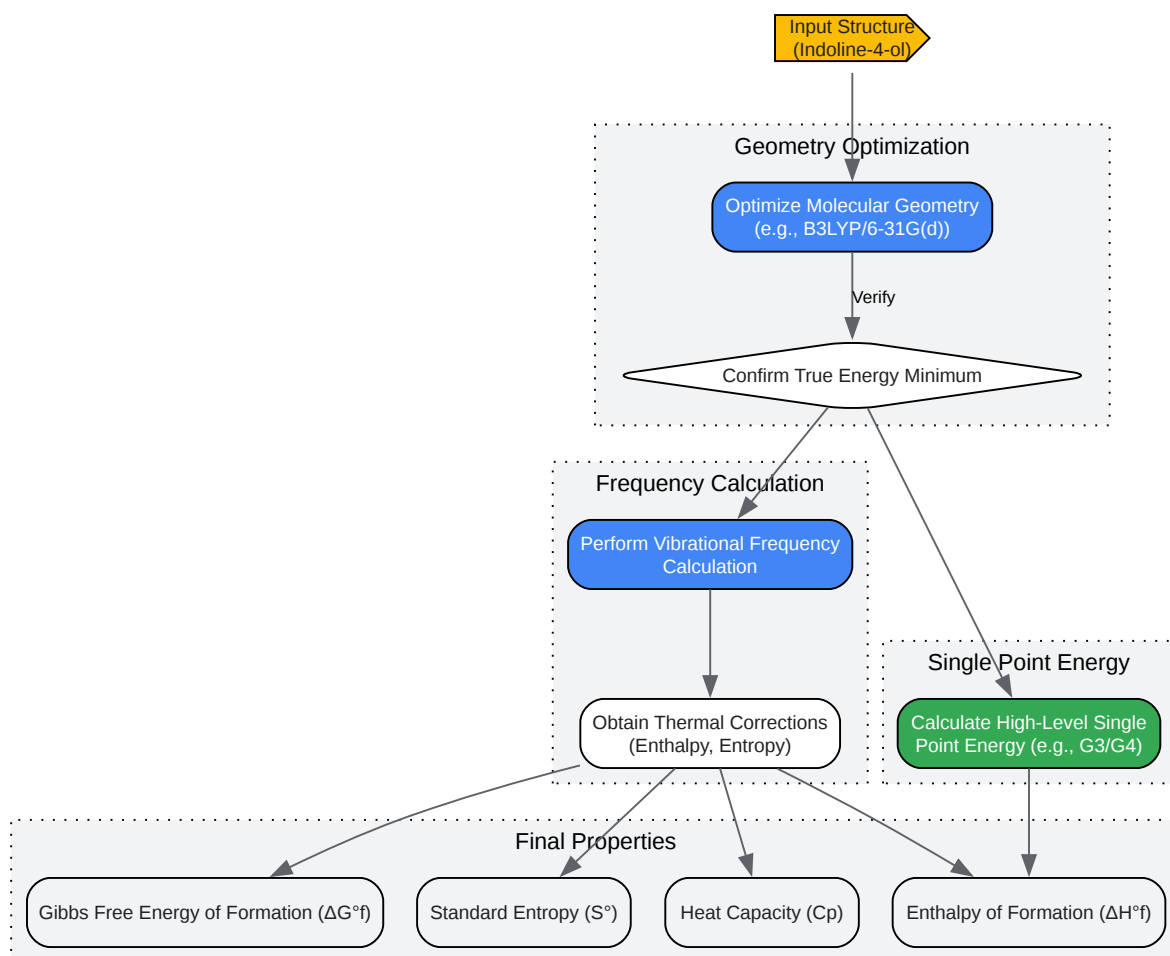 Input Structure
(Indoline-4-ol)
Geometry Optimization
Optimize Molecular Geometry
(e.g., B3LYP/6-31G(d))
Verify
Confirm True Energy Minimum
Frequency Calculation
Perform Vibrational Frequency
Calculation
Single Point Energy
Obtain Thermal Corrections
(Enthalpy, Entropy)
Calculate High-Level Single
Point Energy (e.g., G3/G4)
Final Properties
Gibbs Free Energy of Formation (ΔG°f)
Standard Entropy (S°)
Heat Capacity (Cp)
Enthalpy of Formation (ΔH°f)